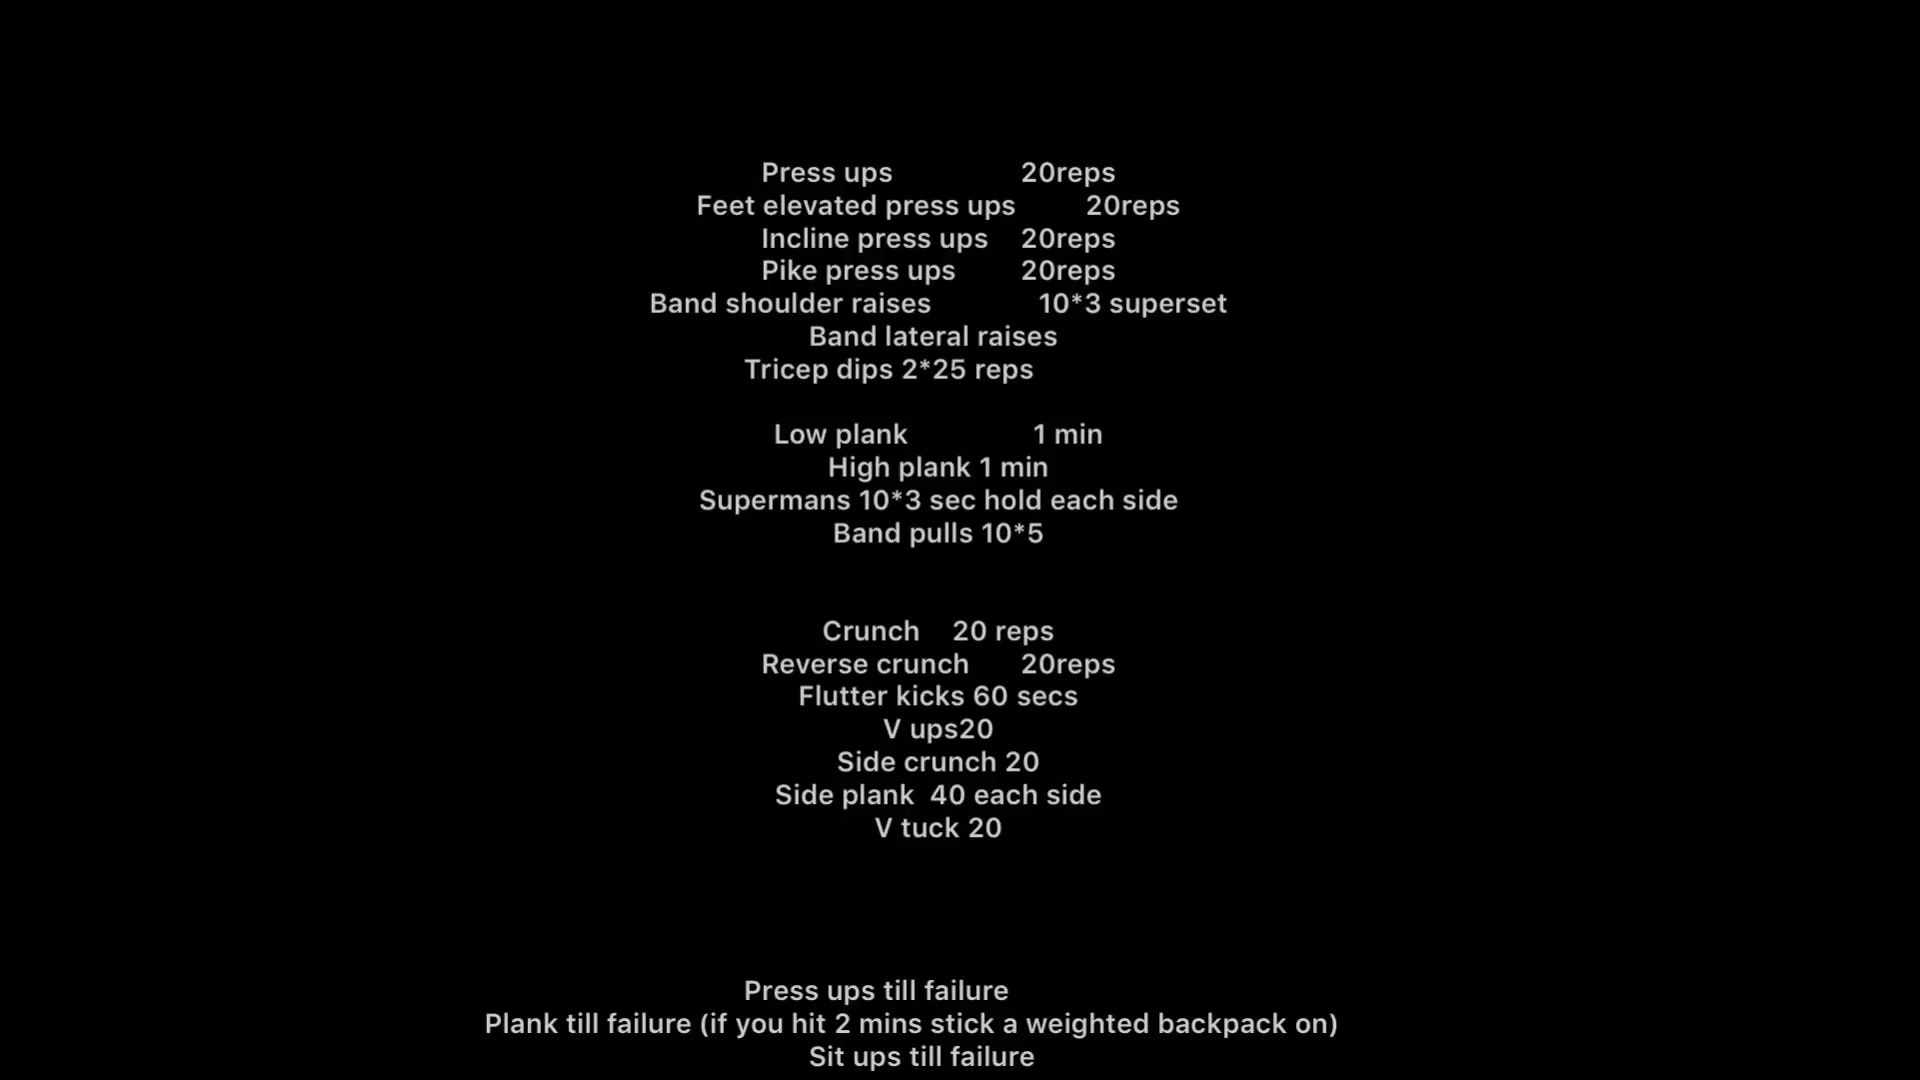 Press ups 20reps
Feet elevated press ups 20reps
Incline press ups 20reps
Pike press ups 20reps
Band shoulder raises 10*3 superset
Band lateral raises
Tricep dips 2*25 reps
Low plank 1 min
High plank 1 min
Supermans 10*3 sec hold each side
Band pulls 10*5
Crunch 20 reps
Reverse crunch 20reps
Flutter kicks 60 secs
V ups20
Side crunch 20
Side plank 40 each side
V tuck 20
Press ups till failure
Plank till failure (if you hit 2 mins stick a weighted backpack on)
Sit ups till failure